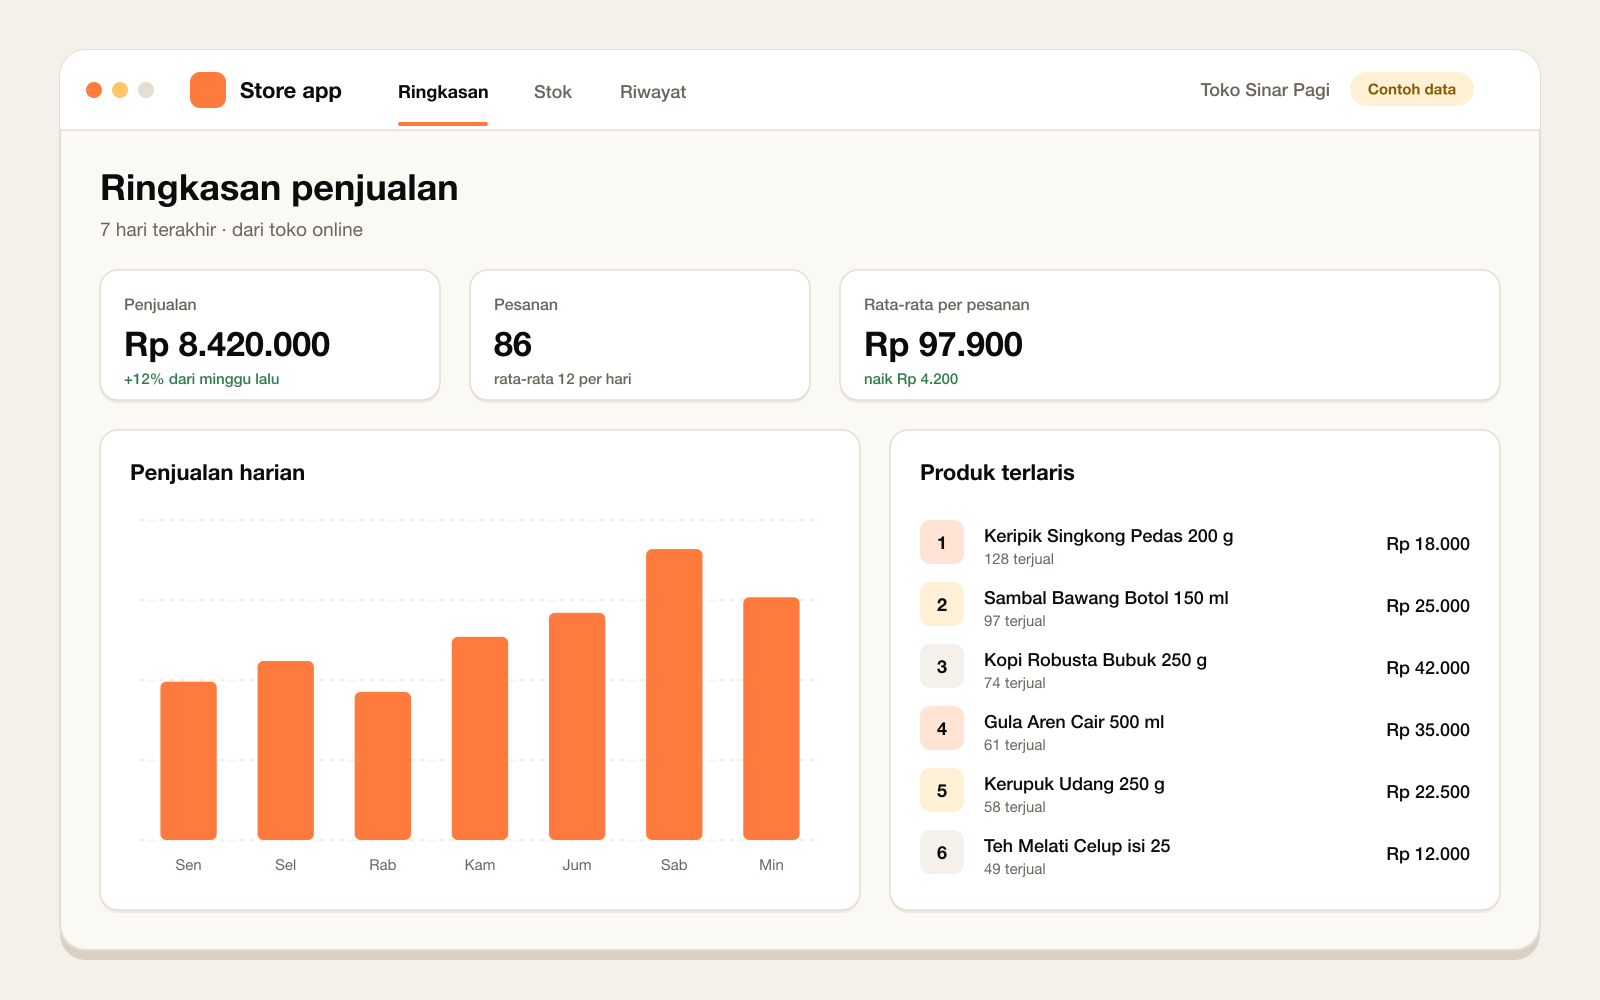 Store app
Ringkasan
Stok
Riwayat
Toko Sinar Pagi
Contoh data
Ringkasan penjualan
7 hari terakhir · dari toko online
Penjualan
Rp 8.420.000
+12% dari minggu lalu
Pesanan
86
rata-rata 12 per hari
Rata-rata per pesanan
Rp 97.900
naik Rp 4.200
Penjualan harian
Sen Sel Rab Kam Jum Sab Min
Produk terlaris
1 Keripik Singkong Pedas 200 g Rp 18.000
128 terjual
2 Sambal Bawang Botol 150 ml Rp 25.000
97 terjual
3 Kopi Robusta Bubuk 250 g Rp 42.000
74 terjual
4 Gula Aren Cair 500 ml Rp 35.000
61 terjual
5 Kerupuk Udang 250 g Rp 22.500
58 terjual
6 Teh Melati Celup isi 25 Rp 12.000
49 terjual